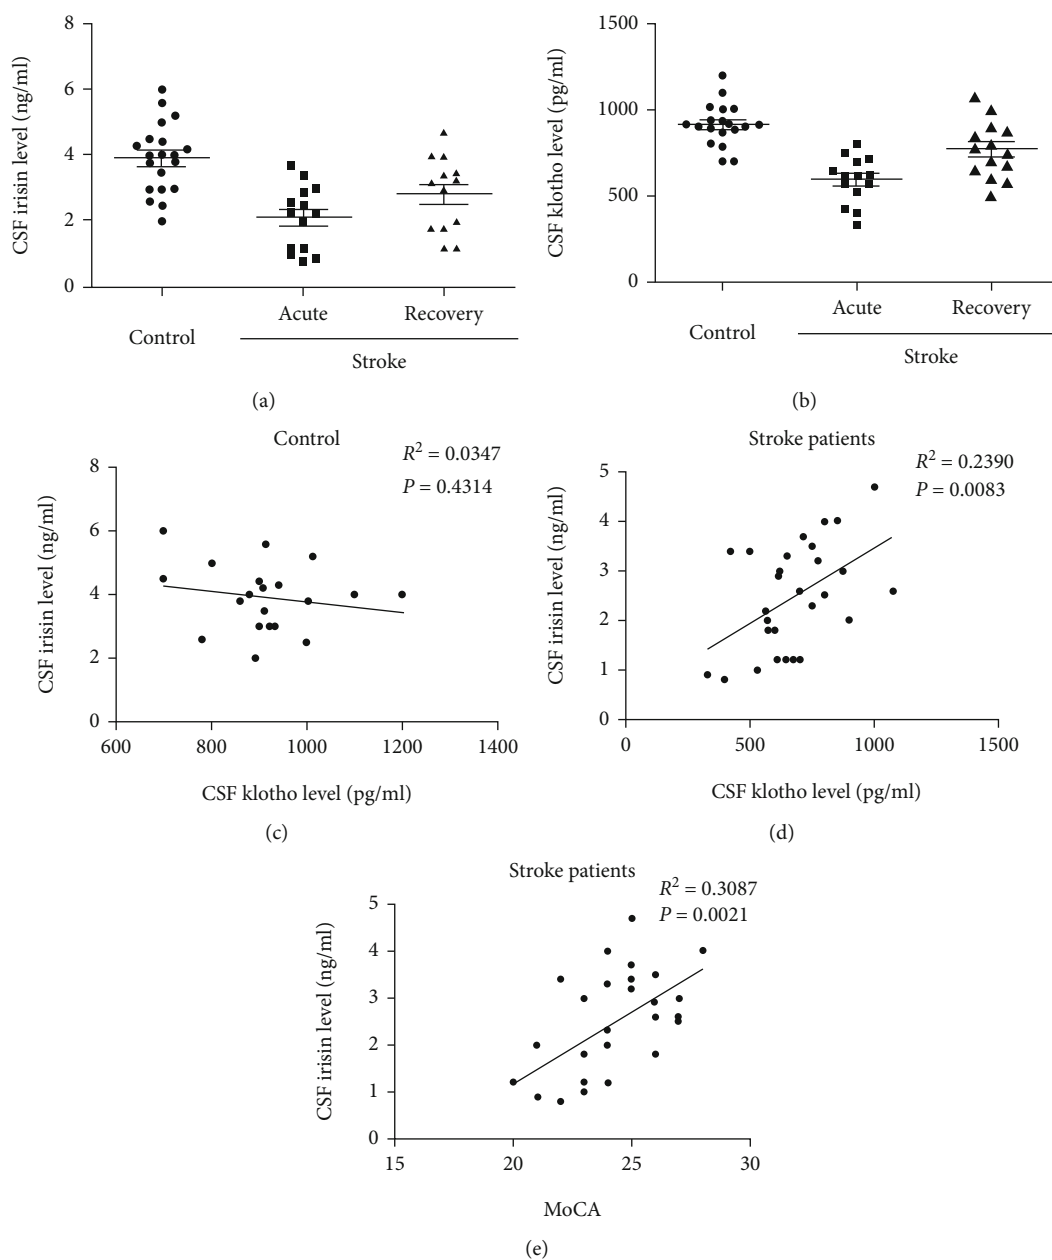 8
6
4
2
0
CSF irisin level (ng/ml)
Control
Acute
Recovery
Stroke
(a)
1500
1000
500
0
CSF klotho level (pg/ml)
Control
Acute
Recovery
Stroke
(b)
Control
R² = 0.0347
P = 0.4314
8
6
4
2
0
CSF irisin level (ng/ml)
600 800 1000 1200 1400
CSF klotho level (pg/ml)
(c)
Stroke patients
R² = 0.2390
P = 0.0083
5
4
3
2
1
0
CSF irisin level (ng/ml)
0 500 1000 1500
CSF klotho level (pg/ml)
(d)
Stroke patients
R² = 0.3087
P = 0.0021
5
4
3
2
1
0
CSF irisin level (ng/ml)
15 20 25 30
MoCA
(e)